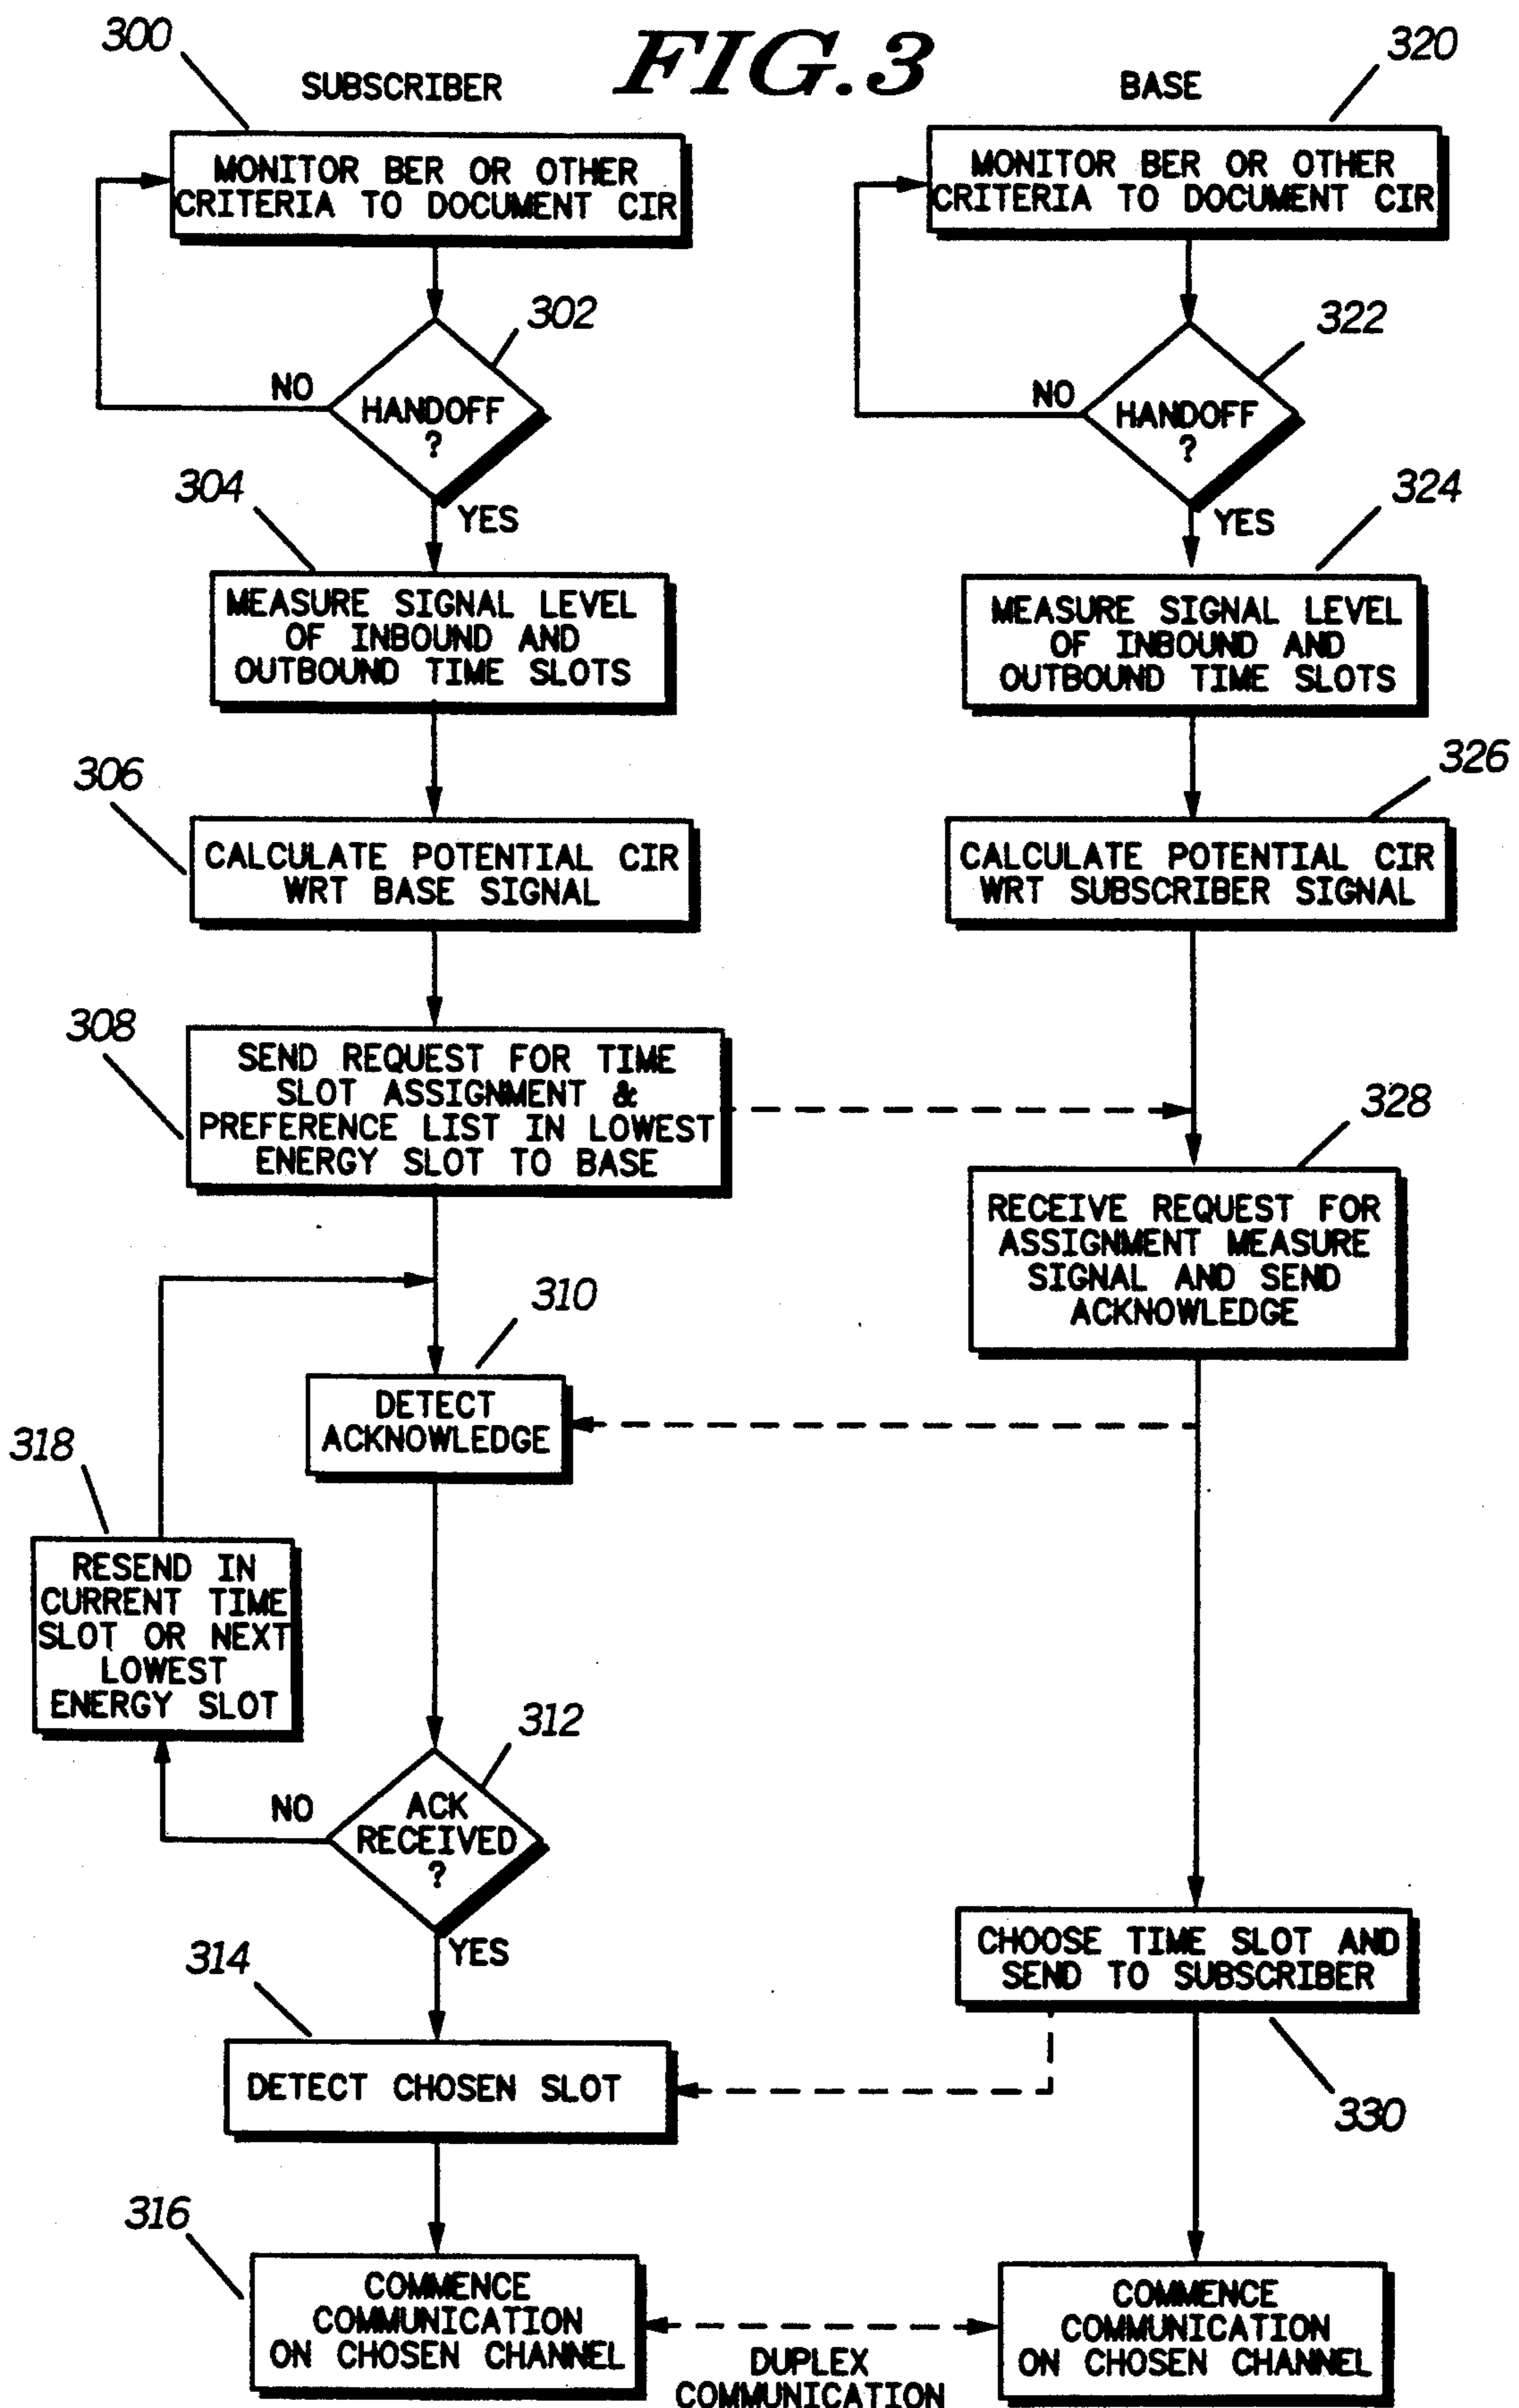 FIG.3
300
SUBSCRIBER
MONITOR BER OR OTHER
CRITERIA TO DOCUMENT CIR
302
HANDOFF
?
NO
YES
304
MEASURE SIGNAL LEVEL
OF INBOUND AND
OUTBOUND TIME SLOTS
306
CALCULATE POTENTIAL CIR
WRT BASE SIGNAL
308
SEND REQUEST FOR TIME
SLOT ASSIGNMENT &
PREFERENCE LIST IN LOWEST
ENERGY SLOT TO BASE
310
DETECT
ACKNOWLEDGE
318
RESEND IN
CURRENT TIME
SLOT OR NEXT
LOWEST
ENERGY SLOT
312
ACK
RECEIVED
?
NO
YES
314
DETECT CHOSEN SLOT
316
COMMENCE
COMMUNICATION
ON CHOSEN CHANNEL
320
BASE
MONITOR BER OR OTHER
CRITERIA TO DOCUMENT CIR
322
HANDOFF
?
NO
YES
324
MEASURE SIGNAL LEVEL
OF INBOUND AND
OUTBOUND TIME SLOTS
326
CALCULATE POTENTIAL CIR
WRT SUBSCRIBER SIGNAL
328
RECEIVE REQUEST FOR
ASSIGNMENT MEASURE
SIGNAL AND SEND
ACKNOWLEDGE
CHOOSE TIME SLOT AND
SEND TO SUBSCRIBER
330
COMMENCE
COMMUNICATION
ON CHOSEN CHANNEL
DUPLEX
COMMUNICATION